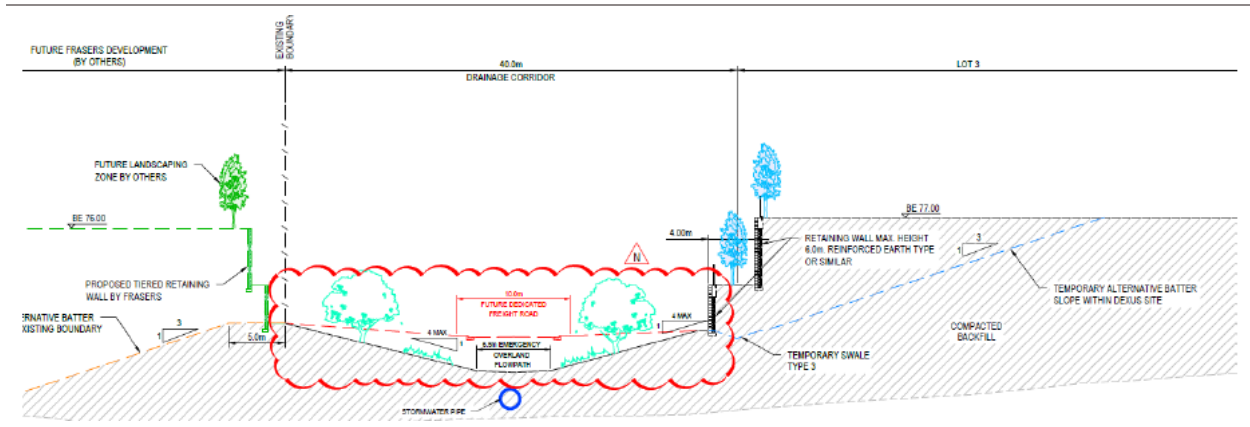 FUTURE FRASERS DEVELOPMENT
(BY OTHERS)
EXISTING
BOUNDARY
40.0m
DRAINAGE CORRIDOR
LOT 3
FUTURE LANDSCAPING
ZONE BY OTHERS
BE 76.00
BE 77.00
4.00m
RETAINING WALL MAX. HEIGHT
6.0m. REINFORCED EARTH TYPE
OR SIMILAR
3
1
N
PROPOSED TIERED RETAINING
WALL BY FRASERS
10.0m
FUTURE DEDICATED
FREIGHT ROAD
TEMPORARY ALTERNATIVE BATTER
SLOPE WITHIN DEXUS SITE
ERNATIVE BATTER
XISTING BOUNDARY
3
1
5.0m
4 MAX
1
4 MAX
1
EMERGENCY
OVERLAND
FLOWPATH
COMPACTED
BACKFILL
TEMPORARY SWALE
TYPE 3
STORMWATER PIPE